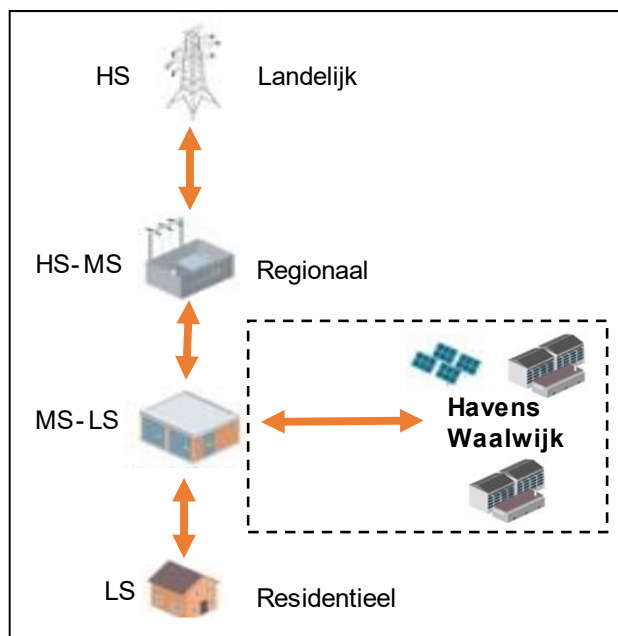 HS Landelijk
HS-MS Regionaal
MS-LS
Havens
Waalwijk
LS Residentieel